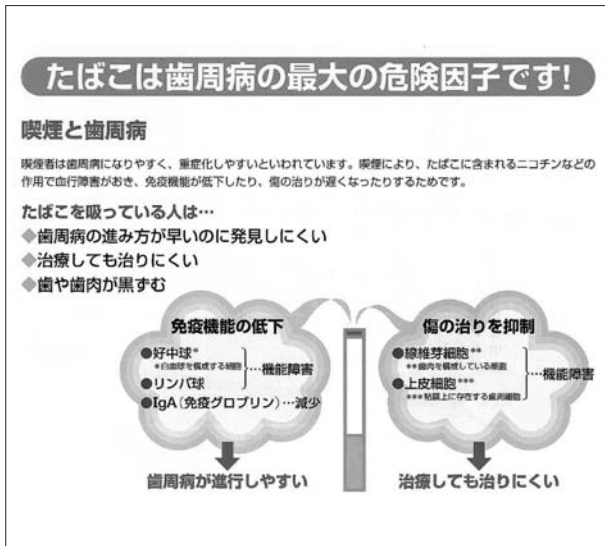 たばこは歯周病の最大の危険因子です!
喫煙と歯周病
喫煙者は歯周病になりやすく、重症化しやすいといわれています。喫煙により、たばこに含まれるニコチンなどの
作用で血行障害がおき、免疫機能が低下したり、傷の治りが遅くなったりするためです。
たばこを吸っている人は…
◆歯周病の進み方が早いのに発見しにくい
◆治療しても治りにくい
◆歯や歯肉が黒ずむ
免疫機能の低下
●好中球*
*白血球を構成する細胞
●リンパ球
…機能障害
●IgA(免疫グロブリン)…減少
歯周病が進行しやすい
傷の治りを抑制
●線維芽細胞**
**歯肉を構成している細胞
●上皮細胞***
***粘膜上に存在する歯肉細胞
…機能障害
治療しても治りにくい